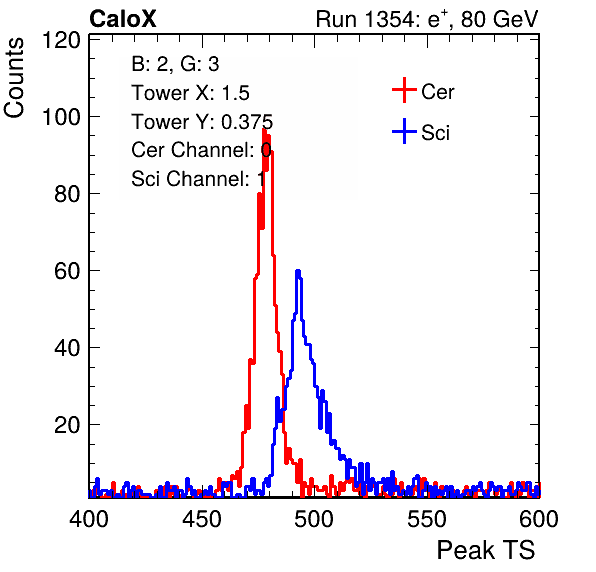 CaloX
Run 1354: e⁺, 80 GeV
Counts
B: 2, G: 3
Tower X: 1.5
Tower Y: 0.375
Cer Channel: 0
Sci Channel: 1
Cer
Sci
120
100
80
60
40
20
400 450 500 550 600
Peak TS